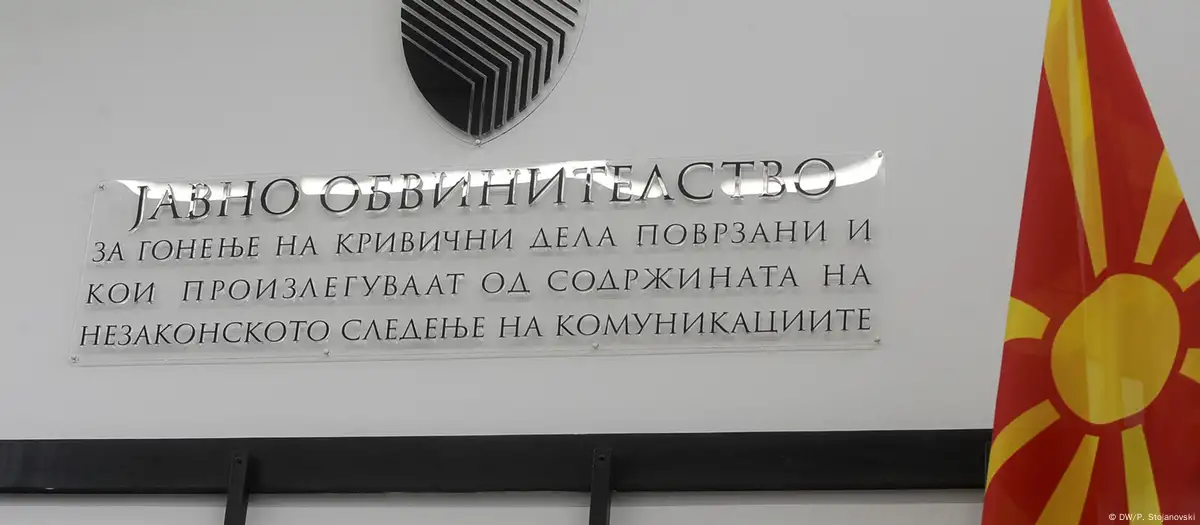 ЈАВНО ОБВИНИТЕЛСТВО
ЗА ГОНЕЊЕ НА КРИВИЧНИ ДЕЛА ПОВРЗАНИ И
КОИ ПРОИЗЛЕГУВААТ ОД СОДРЖИНАТА НА
НЕЗАКОНСКОТО СЛЕДЕЊЕ НА КОМУНИКАЦИИТЕ
© DW/P. Stojanovski